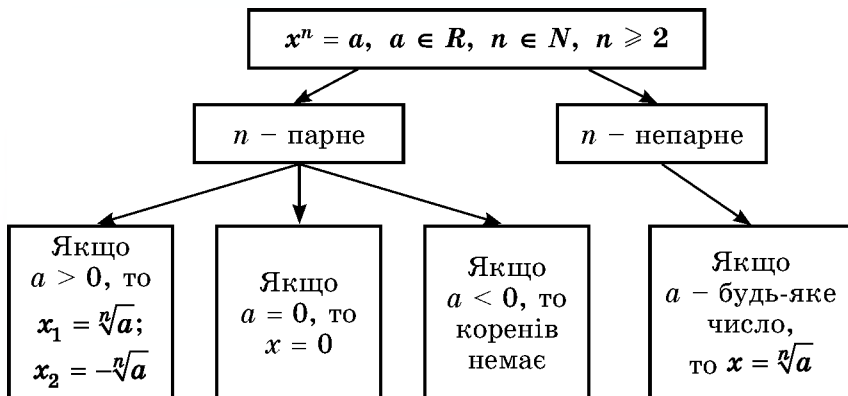 xⁿ = a, a ∈ R, n ∈ N, n ⩾ 2
n – парне
n – непарне
Якщо
a > 0, то
x₁ = ⁿ√a;
x₂ = –ⁿ√a
Якщо
a = 0, то
x = 0
Якщо
a < 0, то
коренів
немає
Якщо
a – будь-яке
число,
то x = ⁿ√a